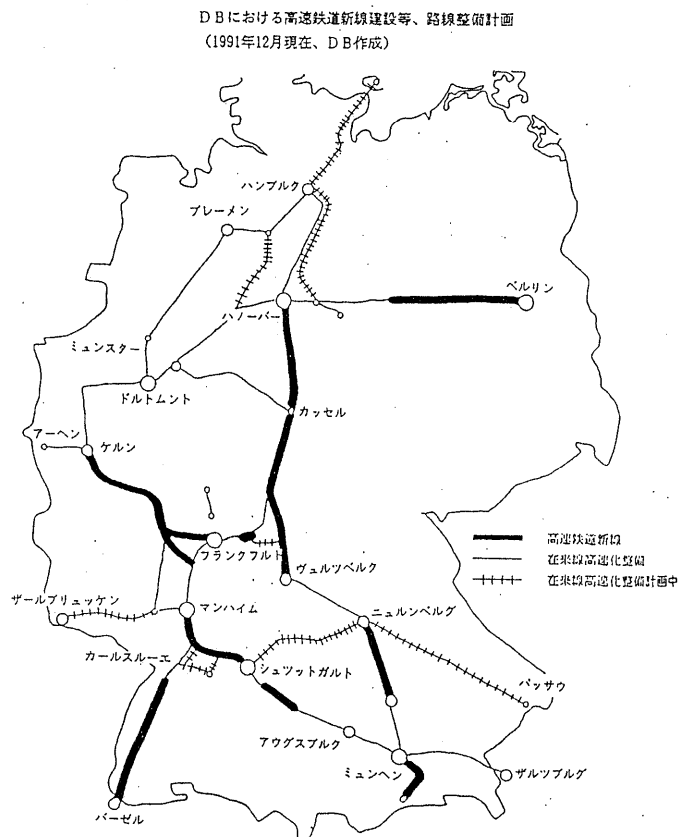 DBにおける高速鉄道新線建設等、路線整備計画
(1991年12月現在、DB作成)
ハンブルク
ブレーメン
ベルリン
ハノーバー
ミュンスター
ドルトムント
カッセル
アーヘン
ケルン
高速鉄道新線
フランクフルト
在来線高速化整備
ヴュルツベルク
在来線高速化整備計画中
ザールブリュッケン
マンハイム
ニュルンベルグ
カールスルーエ
シュツットガルト
パッサウ
アウグスブルク
ミュンヘン
ザルツブルグ
バーゼル